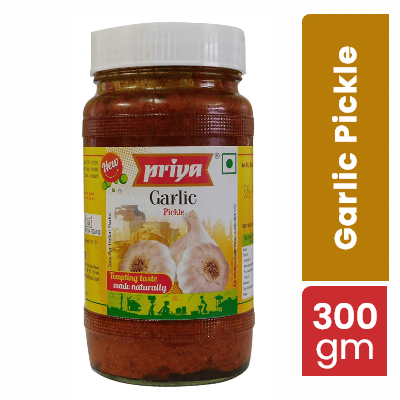 New
priya®
Garlic
Pickle
Tempting taste
made naturally
Garlic Pickle
300
gm